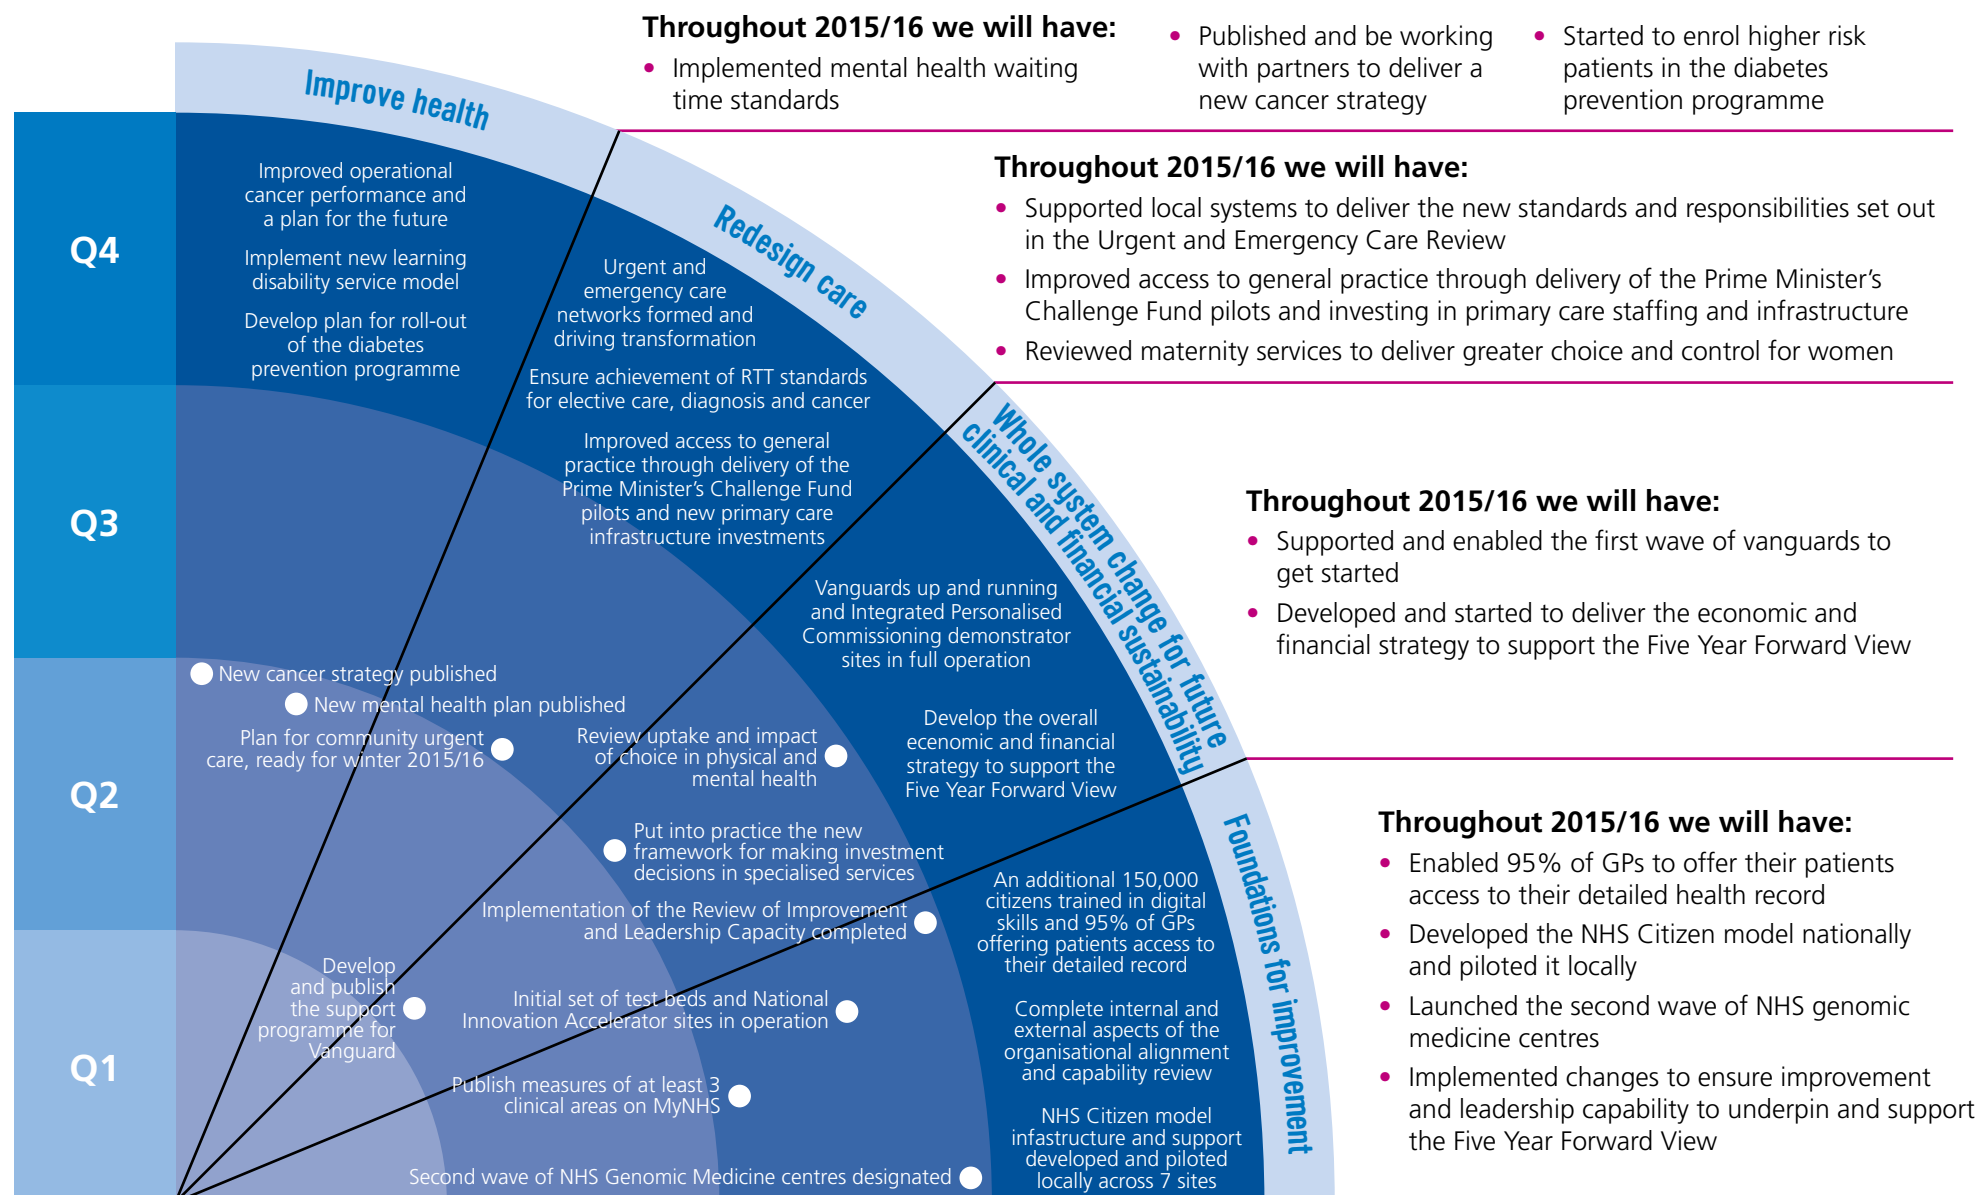 Throughout 2015/16 we will have:
• Implemented mental health waiting
time standards
• Published and be working
with partners to deliver a
new cancer strategy
• Started to enrol higher risk
patients in the diabetes
prevention programme
Improve health
Q4
Improved operational
cancer performance and
a plan for the future
Implement new learning
disability service model
Develop plan for roll-out
of the diabetes
prevention programme
Redesign care
Throughout 2015/16 we will have:
• Supported local systems to deliver the new standards and responsibilities set out
in the Urgent and Emergency Care Review
• Improved access to general practice through delivery of the Prime Minister’s
Challenge Fund pilots and investing in primary care staffing and infrastructure
• Reviewed maternity services to deliver greater choice and control for women
Urgent and
emergency care
networks formed and
driving transformation
Ensure achievement of RTT standards
for elective care, diagnosis and cancer
Improved access to general
practice through delivery of the
Prime Minister’s Challenge Fund
pilots and new primary care
infrastructure investments
Whole system change for future
clinical and financial sustainability
Throughout 2015/16 we will have:
• Supported and enabled the first wave of vanguards to
get started
• Developed and started to deliver the economic and
financial strategy to support the Five Year Forward View
Q3
Vanguards up and running
and Integrated Personalised
Commissioning demonstrator
sites in full operation
Develop the overall
economic and financial
strategy to support the
Five Year Forward View
New cancer strategy published
New mental health plan published
Plan for community urgent
care, ready for winter 2015/16
Review uptake and impact
of choice in physical and
mental health
Q2
Put into practice the new
framework for making investment
decisions in specialised services
Implementation of the Review of Improvement
and Leadership Capacity completed
Foundations for improvement
Throughout 2015/16 we will have:
• Enabled 95% of GPs to offer their patients
access to their detailed health record
• Developed the NHS Citizen model nationally
and piloted it locally
• Launched the second wave of NHS genomic
medicine centres
• Implemented changes to ensure improvement
and leadership capability to underpin and support
the Five Year Forward View
An additional 150,000
citizens trained in digital
skills and 95% of GPs
offering patients access to
their detailed record
Complete internal and
external aspects of the
organisational alignment
and capability review
NHS Citizen model
infastructure and support
developed and piloted
locally across 7 sites
Q1
Develop
and publish
the support
programme for
Vanguard
Initial set of test beds and National
Innovation Accelerator sites in operation
Publish measures of at least 3
clinical areas on MyNHS
Second wave of NHS Genomic Medicine centres designated